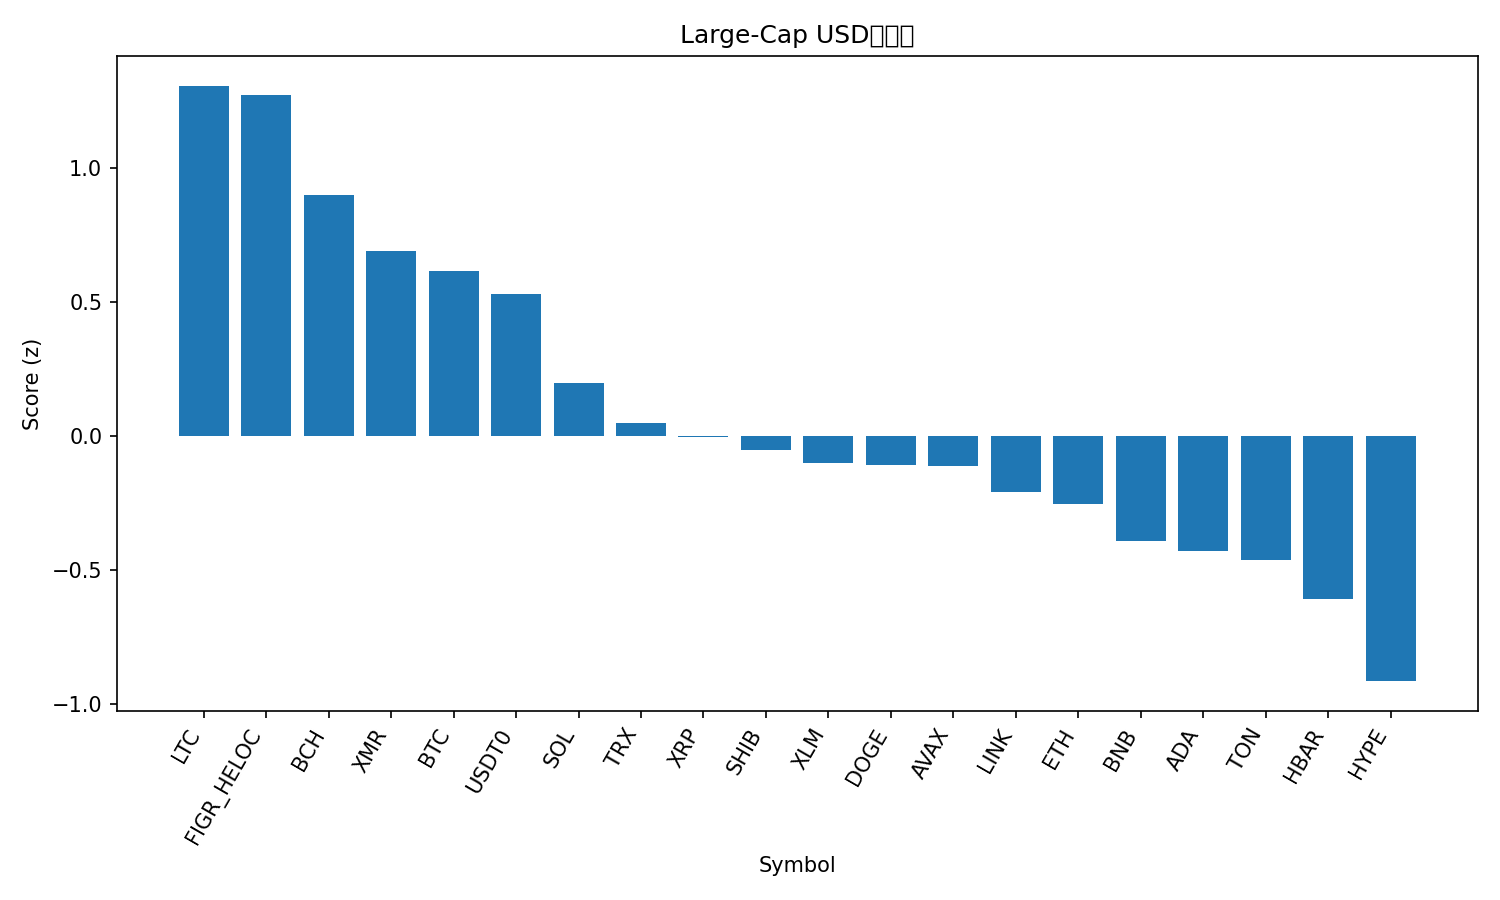 Large-Cap USD
Score (z)
1.0
0.5
0.0
−0.5
−1.0
LTC
FIGR_HELOC
BCH
XMR
BTC
USDT0
SOL
TRX
XRP
SHIB
XLM
DOGE
AVAX
LINK
ETH
BNB
ADA
TON
HBAR
HYPE
Symbol